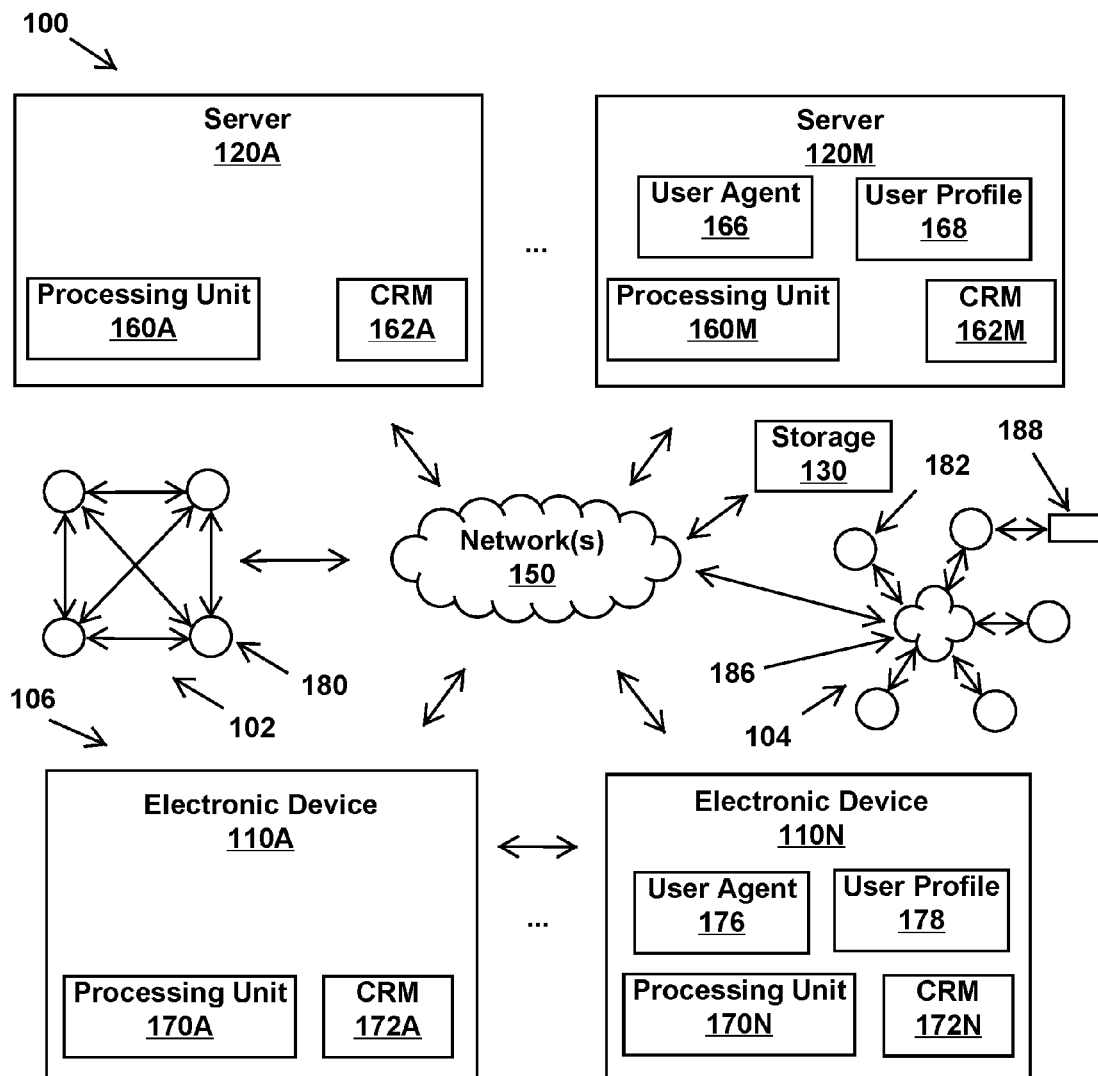 100
Server
120A
Processing Unit
160A
CRM
162A
...
Server
120M
User Agent
166
User Profile
168
Processing Unit
160M
CRM
162M
Storage
130
188
182
Network(s)
150
180
102
106
186
104
Electronic Device
110A
Processing Unit
170A
CRM
172A
...
Electronic Device
110N
User Agent
176
User Profile
178
Processing Unit
170N
CRM
172N